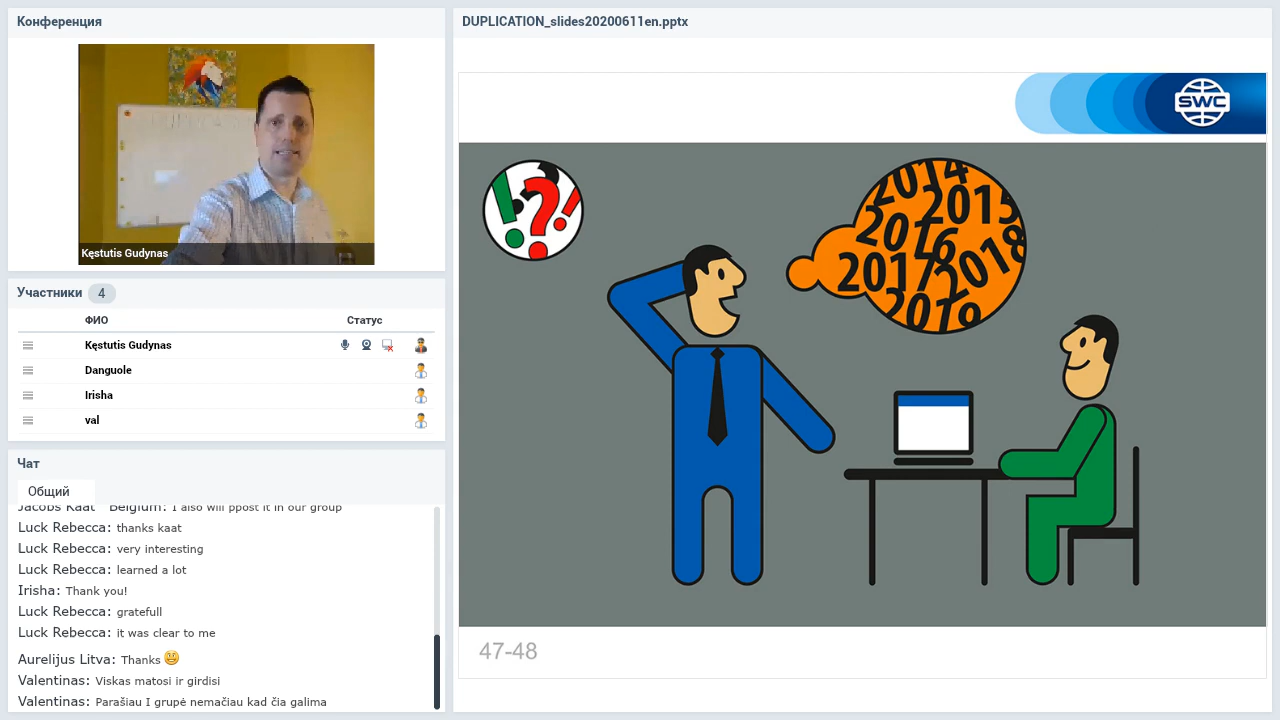 Конференция
Kęstutis Gudynas
Участники 4
ФИО Статус
Kęstutis Gudynas
Danguole
Irisha
val
Чат
Общий
Jacobs Kaat Belgium: I also will ppost it in our group
Luck Rebecca: thanks kaat
Luck Rebecca: very interesting
Luck Rebecca: learned a lot
Irisha: Thank you!
Luck Rebecca: gratefull
Luck Rebecca: it was clear to me
Aurelijus Litva: Thanks
Valentinas: Viskas matosi ir girdisi
Valentinas: Parašiau I grupė nemačiau kad čia galima
DUPLICATION_slides20200611en.pptx
SWC
!?!
2014
2015
2016
2018
2017
2019
47-48